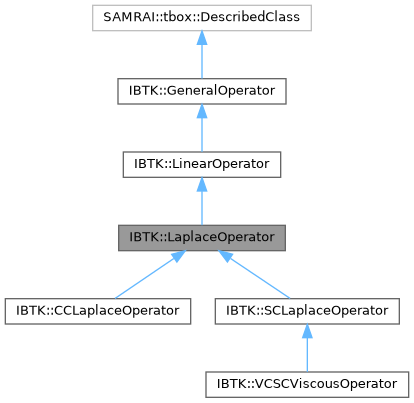 SAMRAI::tbox::DescribedClass
IBTK::GeneralOperator
IBTK::LinearOperator
IBTK::LaplaceOperator
IBTK::CCLaplaceOperator
IBTK::SCLaplaceOperator
IBTK::VCSCViscousOperator